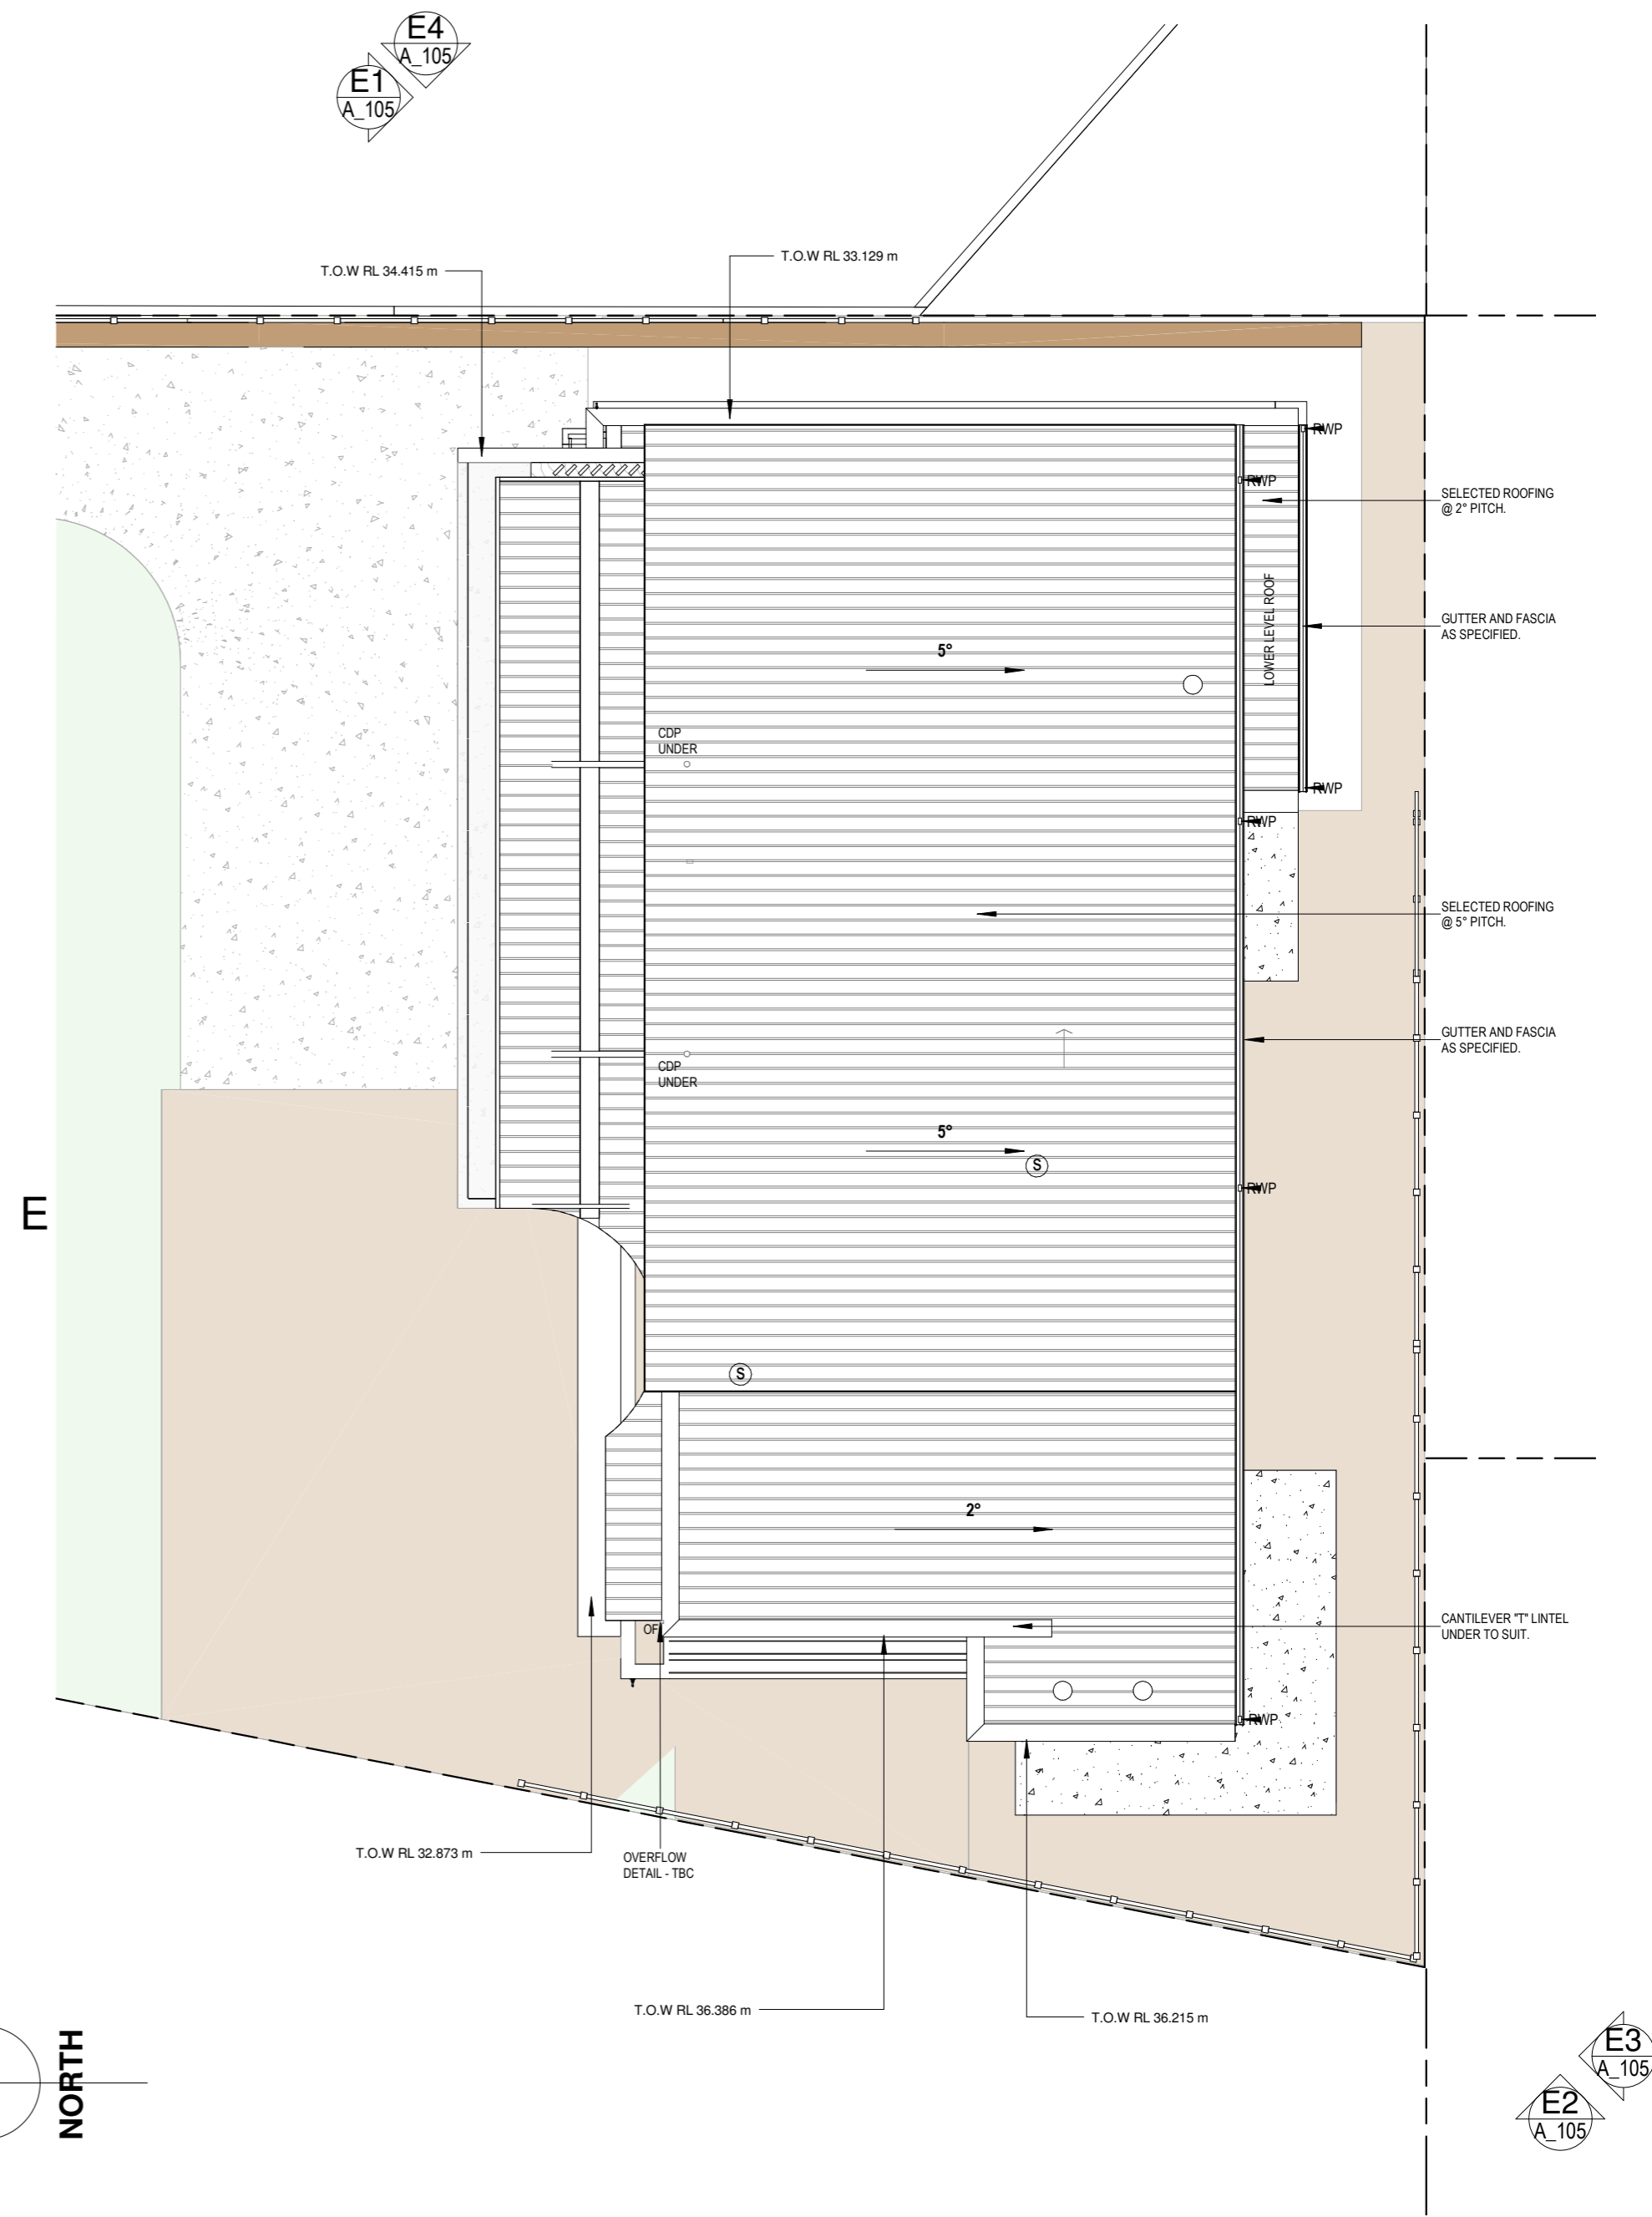 E4
A_105
E1
A_105
T.O.W RL 33.129 m
T.O.W RL 34.415 m
RWP
RWP
SELECTED ROOFING
@ 2° PITCH.
LOWER LEVEL ROOF
GUTTER AND FASCIA
AS SPECIFIED.
5°
CDP
UNDER
RWP
RWP
SELECTED ROOFING
@ 5° PITCH.
GUTTER AND FASCIA
AS SPECIFIED.
CDP
UNDER
5°
S
RWP
E
S
2°
CANTILEVER "T" LINTEL
UNDER TO SUIT.
OF
RWP
T.O.W RL 32.873 m
OVERFLOW
DETAIL - TBC
T.O.W RL 36.386 m
T.O.W RL 36.215 m
NORTH
E3
A_105
E2
A_105